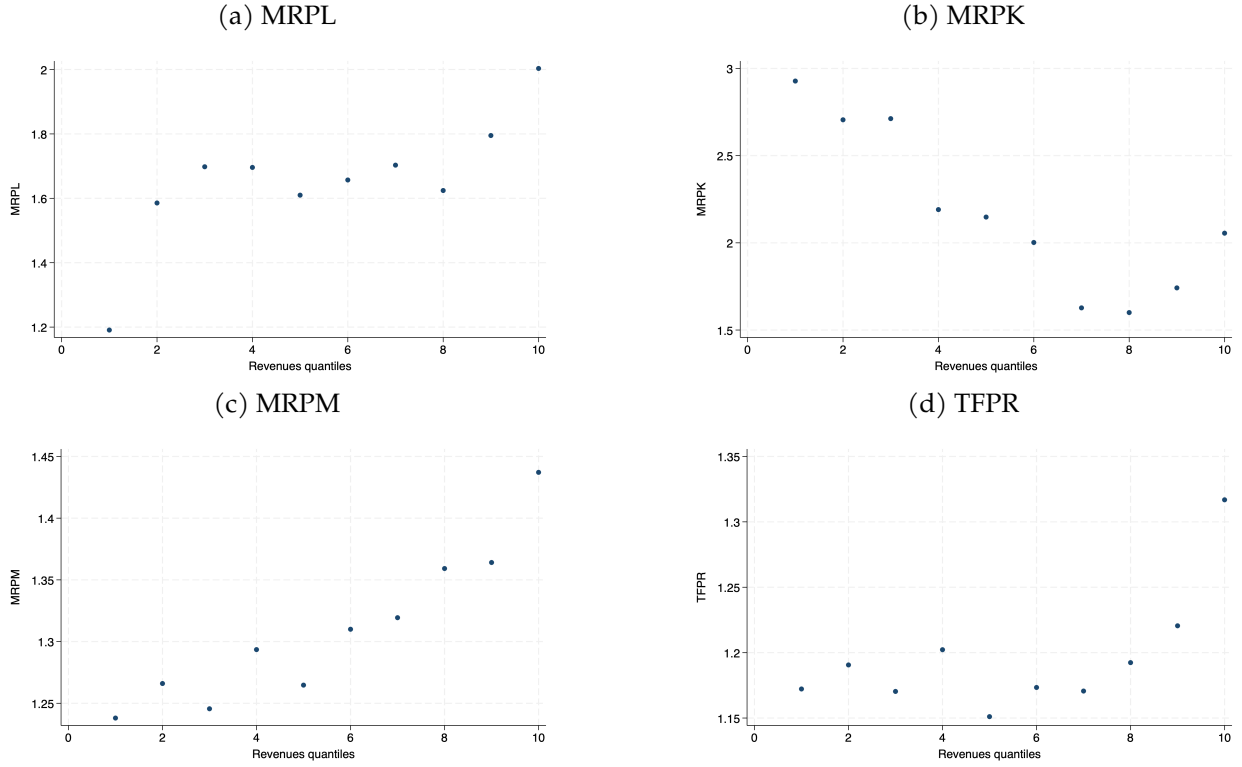 (a) MRPL
MRPL
2
1.8
1.6
1.4
1.2
0 2 4 6 8 10
Revenues quantiles
(b) MRPK
MRPK
3
2.5
2
1.5
0 2 4 6 8 10
Revenues quantiles
(c) MRPM
MRPM
1.45
1.4
1.35
1.3
1.25
0 2 4 6 8 10
Revenues quantiles
(d) TFPR
TFPR
1.35
1.3
1.25
1.2
1.15
0 2 4 6 8 10
Revenues quantiles